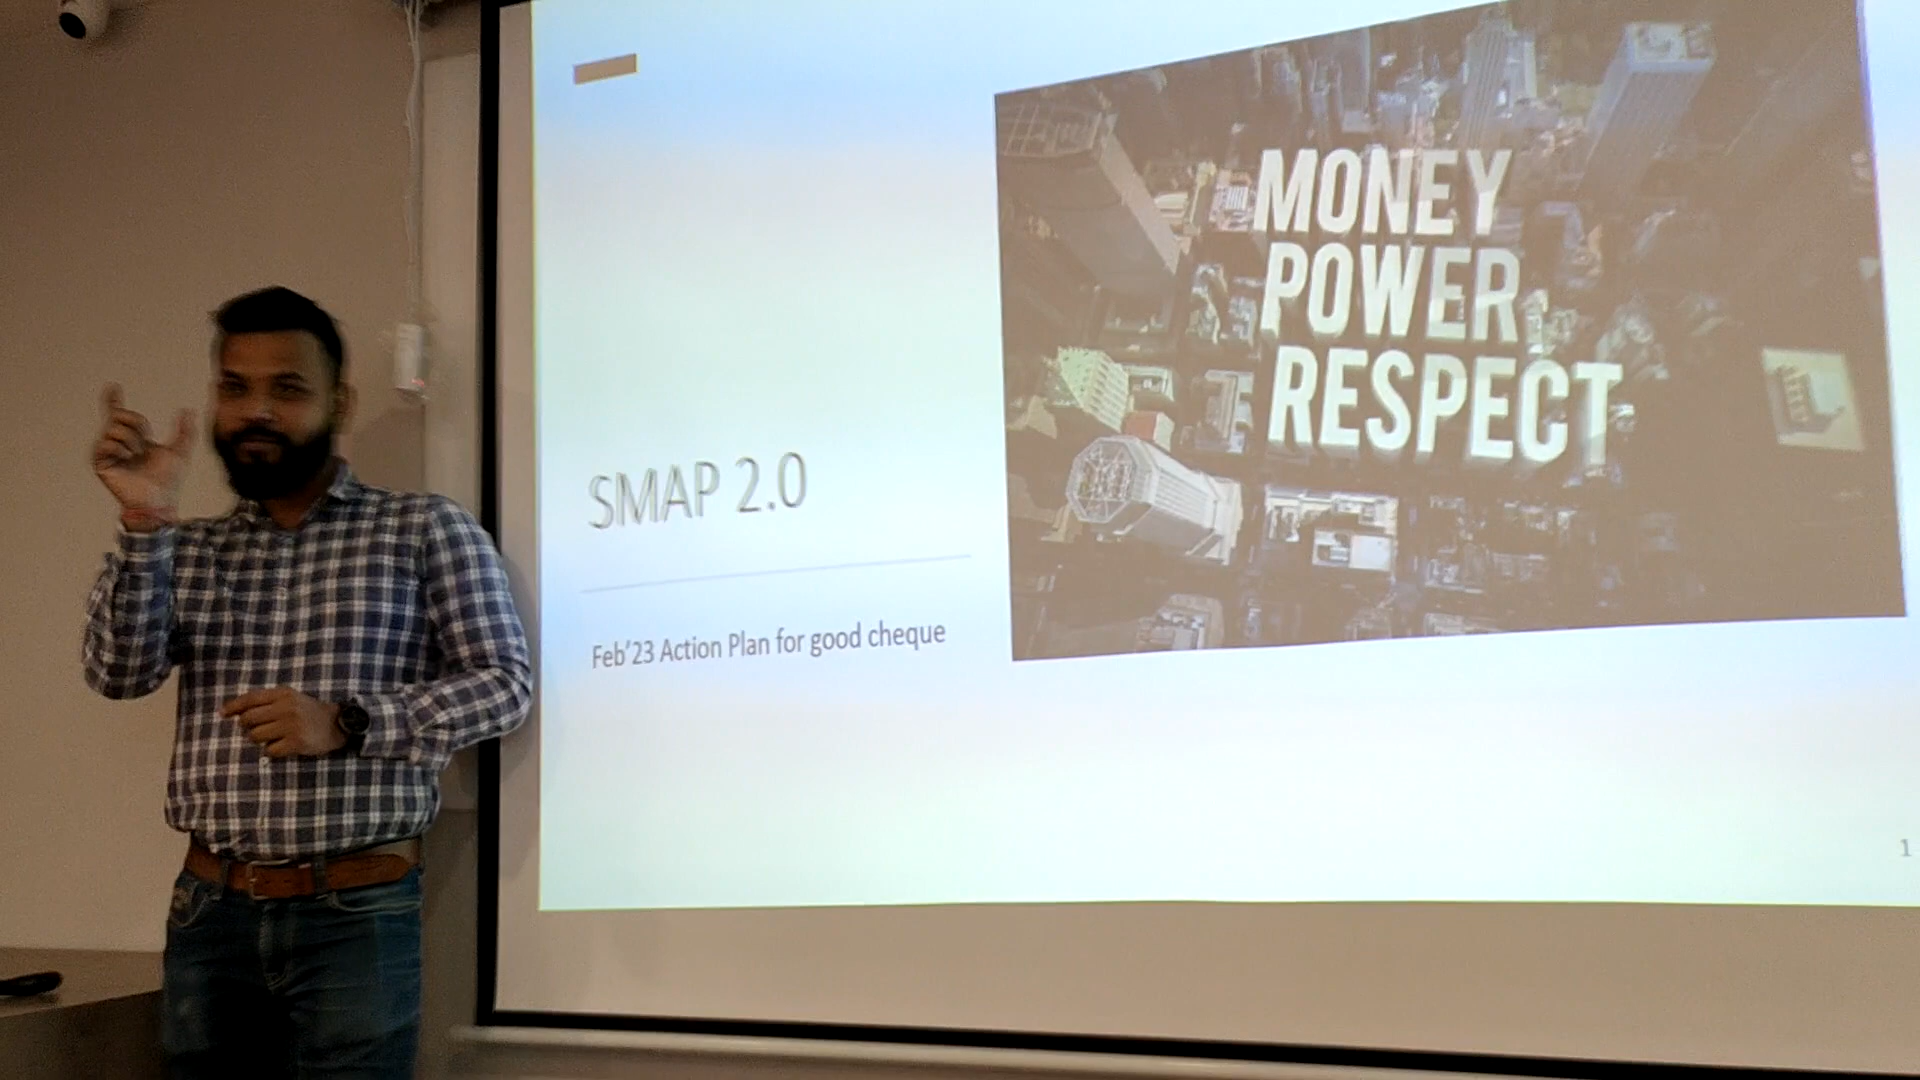 SMAP 2.0
Feb'23 Action Plan for good cheque
MONEY
POWER
RESPECT
1